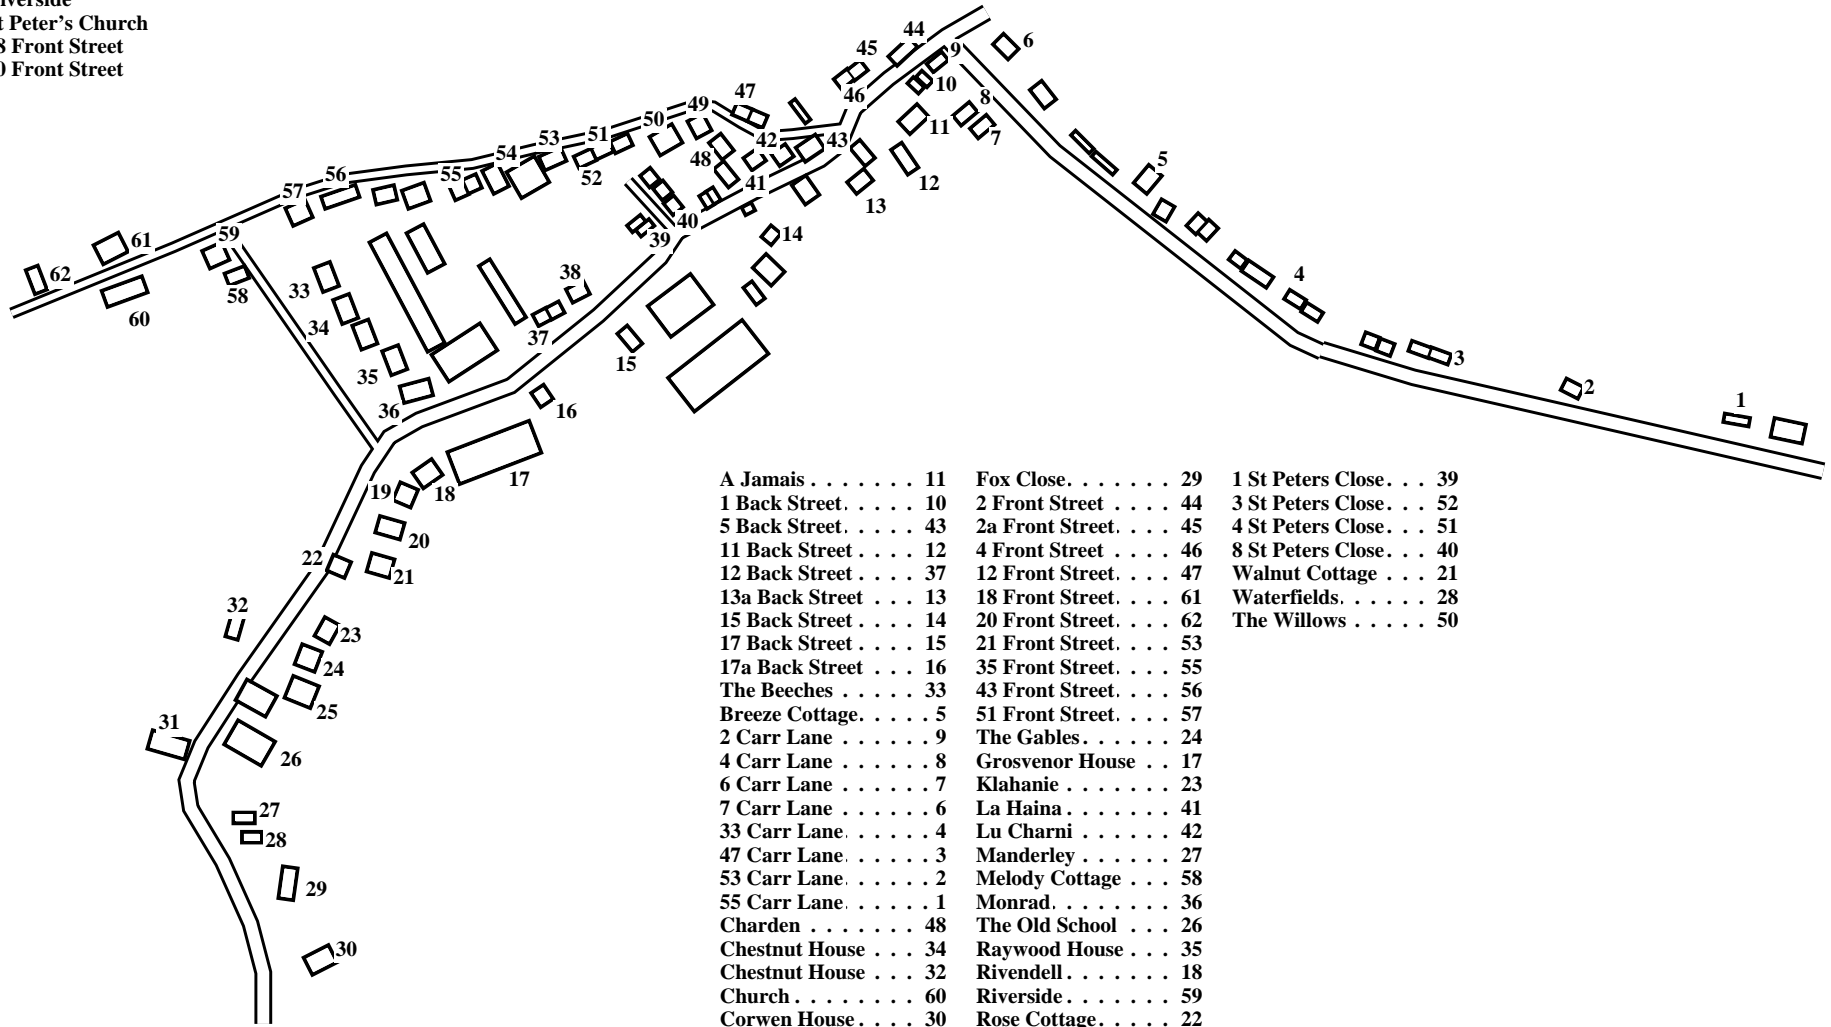 t Peter's Church
Front Street
Front Street
44
6
45
9
10
47
46
8
49
50
11
7
42
43
53
51
54
5
48
52
12
56
55
41
57
13
40
59
14
61
39
62
38
4
33
58
60
34
37
3
15
35
2
36
16
1
17
19
18
20
22
21
32
23
24
25
31
26
27
28
29
30
A Jamais . . . . . . . 11
1 Back Street. . . . . 10
5 Back Street. . . . . 43
11 Back Street . . . . 12
12 Back Street . . . . 37
13a Back Street . . . 13
15 Back Street . . . . 14
17 Back Street . . . . 15
17a Back Street . . . 16
The Beeches . . . . . 33
Breeze Cottage. . . . . 5
2 Carr Lane . . . . . . 9
4 Carr Lane . . . . . . 8
6 Carr Lane . . . . . . 7
7 Carr Lane . . . . . . 6
33 Carr Lane. . . . . . 4
47 Carr Lane. . . . . . 3
53 Carr Lane. . . . . . 2
55 Carr Lane. . . . . . 1
Charden . . . . . . . 48
Chestnut House . . . 34
Chestnut House . . . 32
Church . . . . . . . . 60
Corwen House . . . . 30
Fox Close. . . . . . . 29
2 Front Street . . . . 44
2a Front Street. . . . 45
4 Front Street . . . . 46
12 Front Street. . . . 47
18 Front Street. . . . 61
20 Front Street. . . . 62
21 Front Street. . . . 53
35 Front Street. . . . 55
43 Front Street. . . . 56
51 Front Street. . . . 57
The Gables. . . . . . 24
Grosvenor House . . 17
Klahanie . . . . . . . 23
La Haina . . . . . . . 41
Lu Charni . . . . . . 42
Manderley . . . . . . 27
Melody Cottage . . . 58
Monrad. . . . . . . . 36
The Old School . . . 26
Raywood House . . . 35
Rivendell . . . . . . . 18
Riverside . . . . . . . 59
Rose Cottage. . . . . 22
1 St Peters Close. . . 39
3 St Peters Close. . . 52
4 St Peters Close. . . 51
8 St Peters Close. . . 40
Walnut Cottage . . . 21
Waterfields. . . . . . 28
The Willows . . . . . 50